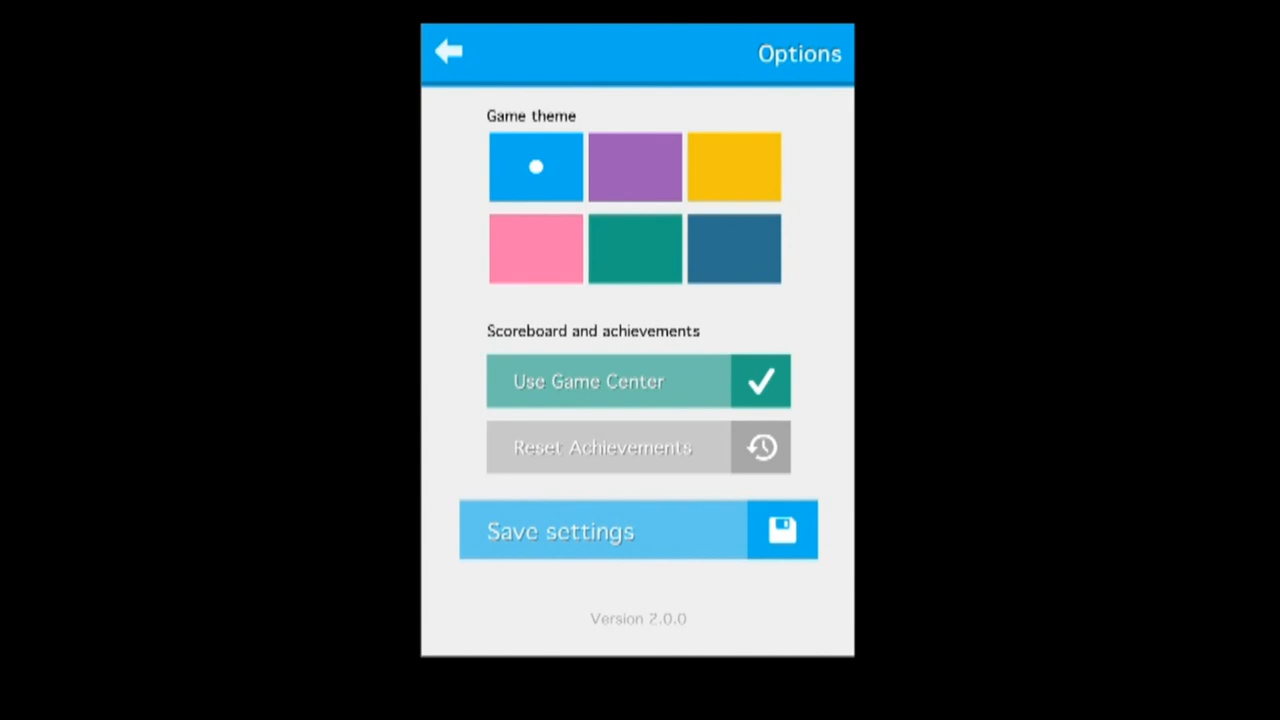 Options
Game theme
Scoreboard and achievements
Use Game Center
Reset Achievements
Save settings
Version 2.0.0